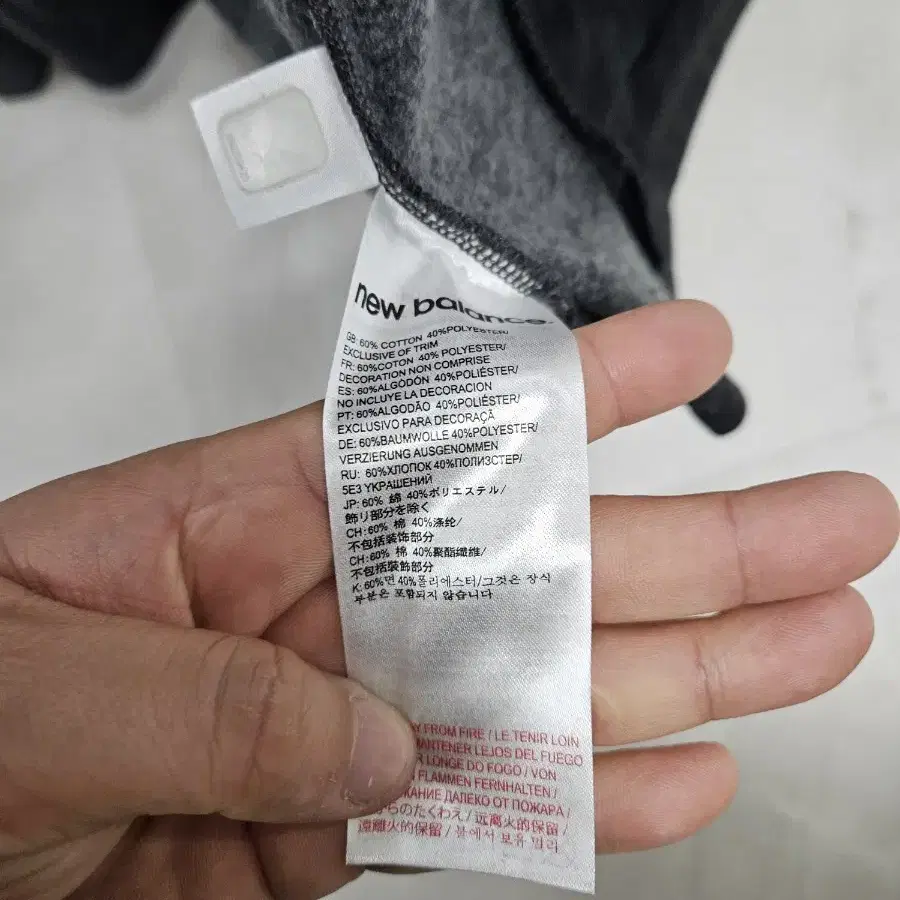 new balance.
GB: 60% COTTON 40%POLYESTER/
EXCLUSIVE OF TRIM
FR: 60%COTON 40% POLYESTER/
DECORATION NON COMPRISE
ES: 60%ALGODÓN 40%POLIÉSTER/
NO INCLUYE LA DECORACION
PT: 60%ALGODÃO 40%POLIÉSTER/
EXCLUSIVO PARA DECORAÇÃ
DE: 60%BAUMWOLLE 40%POLYESTER/
VERZIERUNG AUSGENOMMEN
RU: 60%ХЛОПОК 40%ПОЛИЭСТЕР/
5E3 УКРАШЕНИЙ
JP: 60% 綿 40%ポリエステル/
飾り部分を除く
CH: 60% 棉 40%涤纶/
不包括装饰部分
CH: 60% 棉 40%聚酯纖維/
不包括裝飾部分
K: 60%면 40%폴리에스터/그것은 장식
부분은 포함되지 않습니다
FROM FIRE / LE TENIR LOIN
MANTENER LEJOS DEL FUEGO
LONGE DO FOGO / VON
FLAMMEN FERNHALTEN /
ДАЛЕКО ОТ ПОЖАРА /
らのたくわえ / 远离火的保留 /
遠離火的保留 / 불에서 보유 멀리